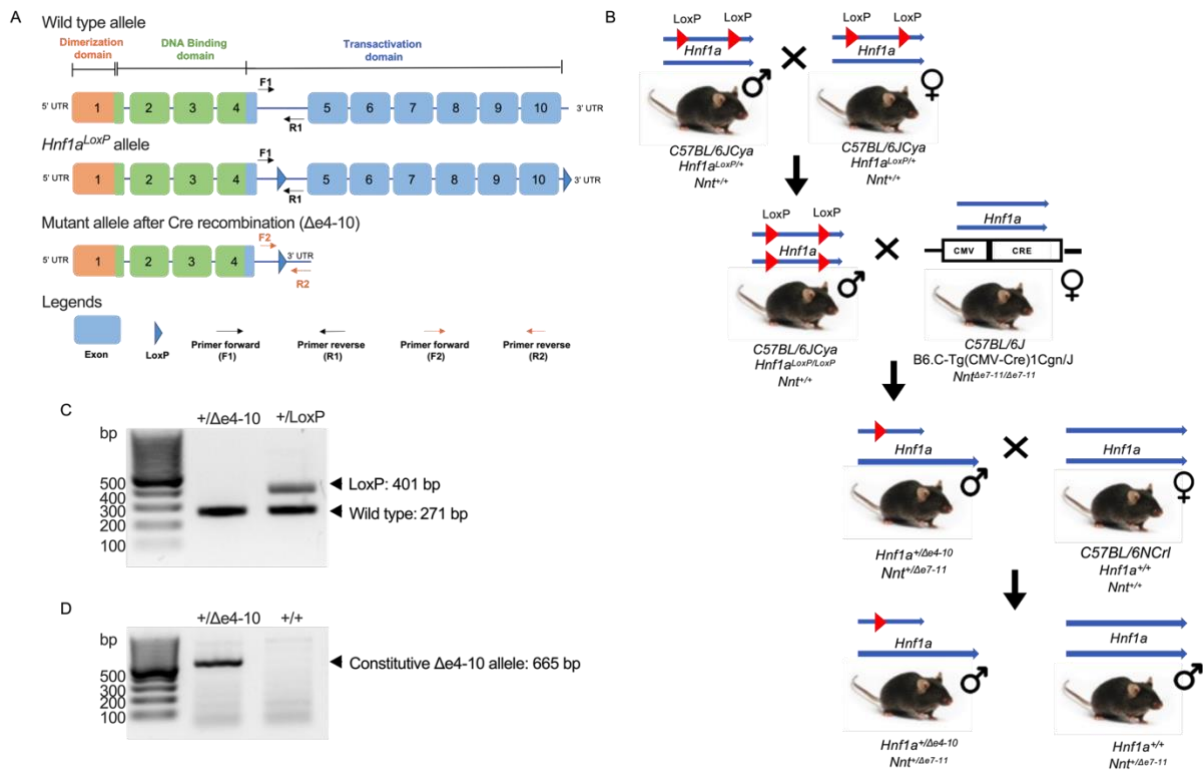 A
Wild type allele
Dimerization domain
DNA Binding domain
Transactivation domain
F1
5' UTR 1 2 3 4 5 6 7 8 9 10 3' UTR
R1
Hnf1a^LoxP allele
F1
5' UTR 1 2 3 4 5 6 7 8 9 10 3' UTR
R1
Mutant allele after Cre recombination (Δe4-10)
F2
5' UTR 1 2 3 4 3' UTR
R2
Legends
Exon
LoxP
Primer forward (F1)
Primer reverse (R1)
Primer forward (F2)
Primer reverse (R2)
B
LoxP LoxP LoxP LoxP
Hnf1a Hnf1a
♂ ♀
C57BL/6JCya C57BL/6JCya
Hnf1a^LoxP/+ Hnf1a^LoxP/+
Nnt^+/+ Nnt^+/+
LoxP LoxP
Hnf1a
Hnf1a
CMV CRE
♂ ♀
C57BL/6JCya
Hnf1a^LoxP/LoxP
Nnt^+/+
C57BL/6J
B6.C-Tg(CMV-Cre)1Cgn/J
Nnt^Δe7-11/Δe7-11
Hnf1a Hnf1a
♂ ♀
Hnf1a^+/Δe4-10
Nnt^+/Δe7-11
C57BL/6NCrl
Hnf1a^+/+
Nnt^+/+
Hnf1a Hnf1a
♂ ♂
Hnf1a^+/Δe4-10
Nnt^+/Δe7-11
Hnf1a^+/+
Nnt^+/Δe7-11
C
+/Δe4-10 +/LoxP
bp
500
400
300
200
100
LoxP: 401 bp
Wild type: 271 bp
D
+/Δe4-10 +/+
bp
500
300
200
100
Constitutive Δe4-10 allele: 665 bp